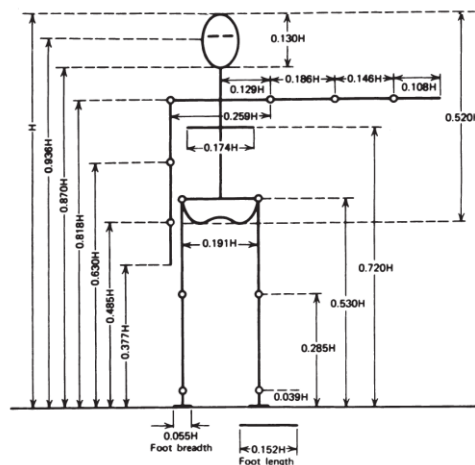 0.130H
0.129H
0.186H
0.146H
0.108H
0.259H
0.520H
0.174H
H
0.936H
0.870H
0.818H
0.630H
0.485H
0.377H
0.191H
0.720H
0.530H
0.285H
0.039H
0.055H
Foot breadth
0.152H
Foot length